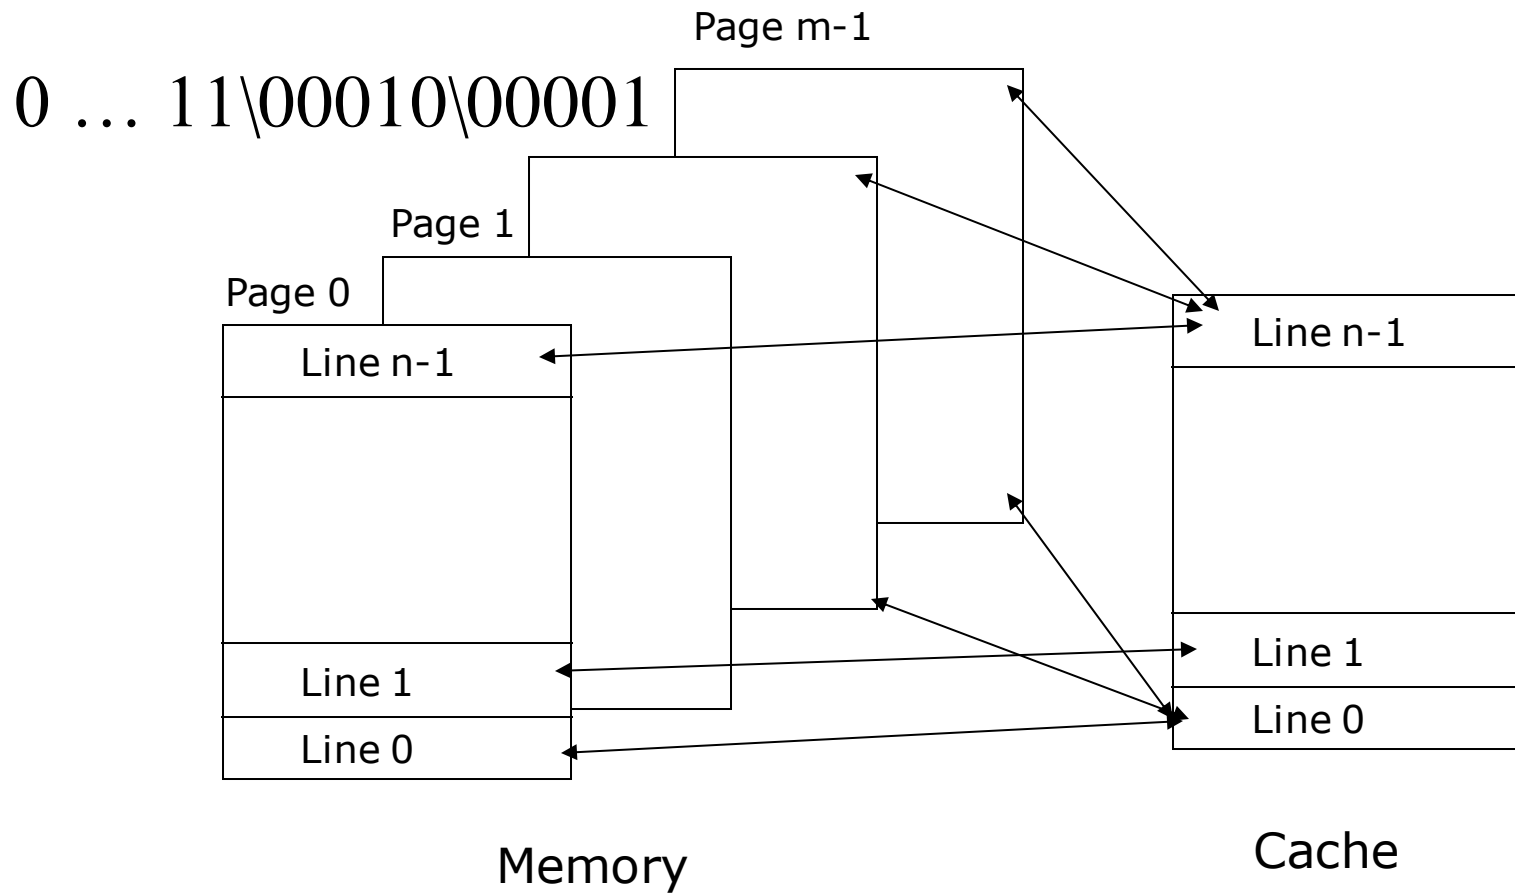 Page m-1
0 … 11\00010\00001
Page 1
Page 0
Line n-1
Line n-1
Line 1
Line 1
Line 0
Line 0
Memory
Cache